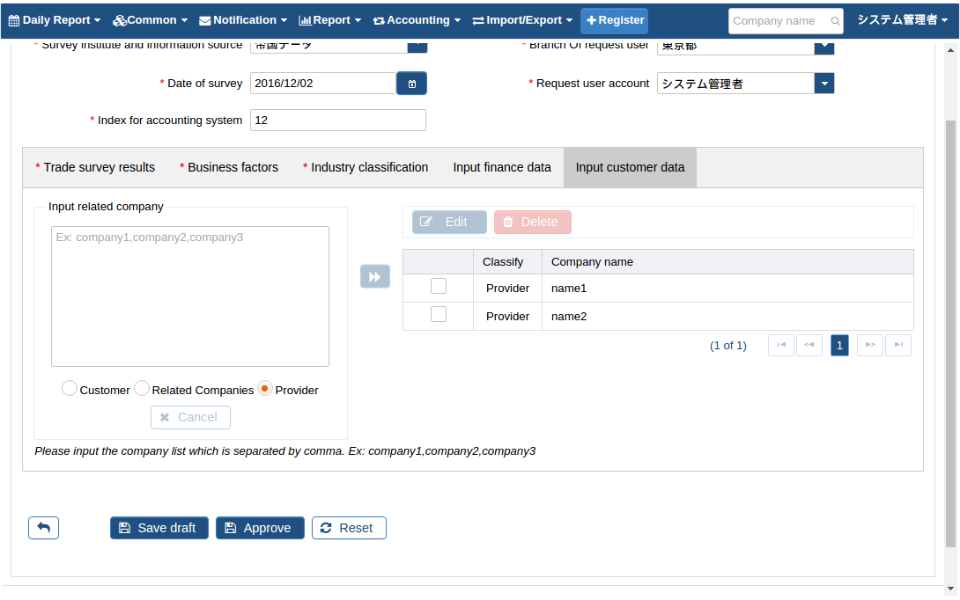 Daily Report Common Notification Report Accounting Import/Export Register Company name システム管理者
* Survey institute and information source 帝国データ * Branch Of request user 東京都
* Date of survey 2016/12/02 * Request user account システム管理者
* Index for accounting system 12
* Trade survey results * Business factors * Industry classification Input finance data Input customer data
Input related company
Edit Delete
Ex: company1,company2,company3
Classify Company name
Provider name1
Provider name2
(1 of 1) 1
Customer Related Companies Provider
Cancel
Please input the company list which is separated by comma. Ex: company1,company2,company3
Save draft Approve Reset